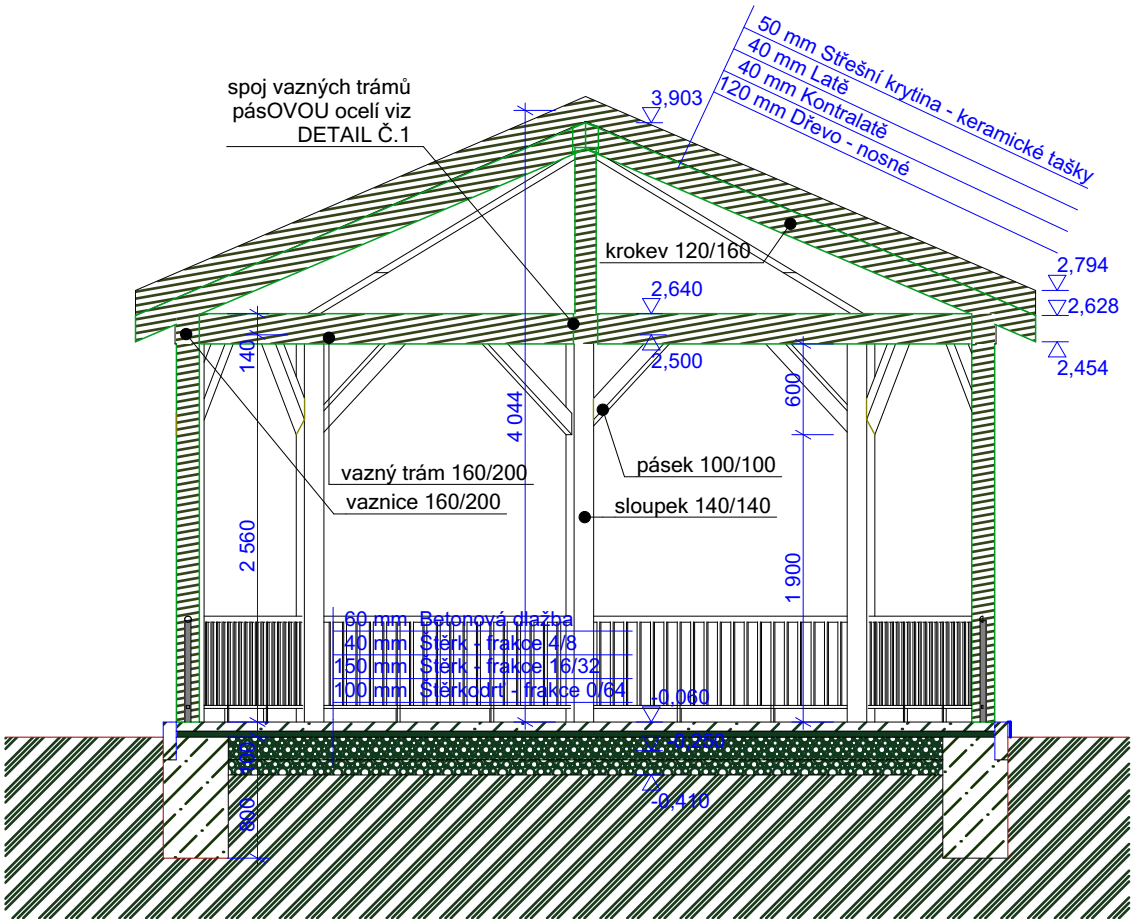 50 mm Střešní krytina - keramické tašky
40 mm Latě
40 mm Kontralatě
120 mm Dřevo - nosné
spoj vazných trámů
pásOVOU ocelí viz
DETAIL Č.1
3,903
krokev 120/160
2,794
2,640
2,628
2,500
2,454
140
4 044
600
vazný trám 160/200
pásek 100/100
vaznice 160/200
sloupek 140/140
2 560
1 900
60 mm Betonová dlažba
40 mm Štěrk - frakce 4/8
150 mm Štěrk - frakce 16/32
100 mm Štěrkodrť - frakce 0/64
-0,060
-0,250
100
-0,410
800